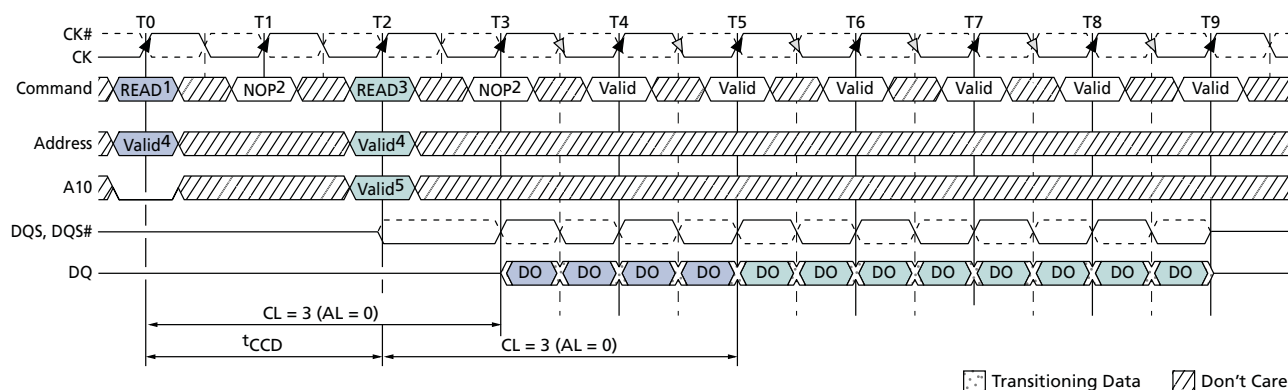 T0 T1 T2 T3 T4 T5 T6 T7 T8 T9
CK#
CK
Command READ1 NOP2 READ3 NOP2 Valid Valid Valid Valid Valid Valid
Address Valid4 Valid4
A10 Valid5
DQS, DQS#
DQ DO DO DO DO DO DO DO DO DO DO DO DO
CL = 3 (AL = 0)
tCCD CL = 3 (AL = 0)
Transitioning Data Don't Care